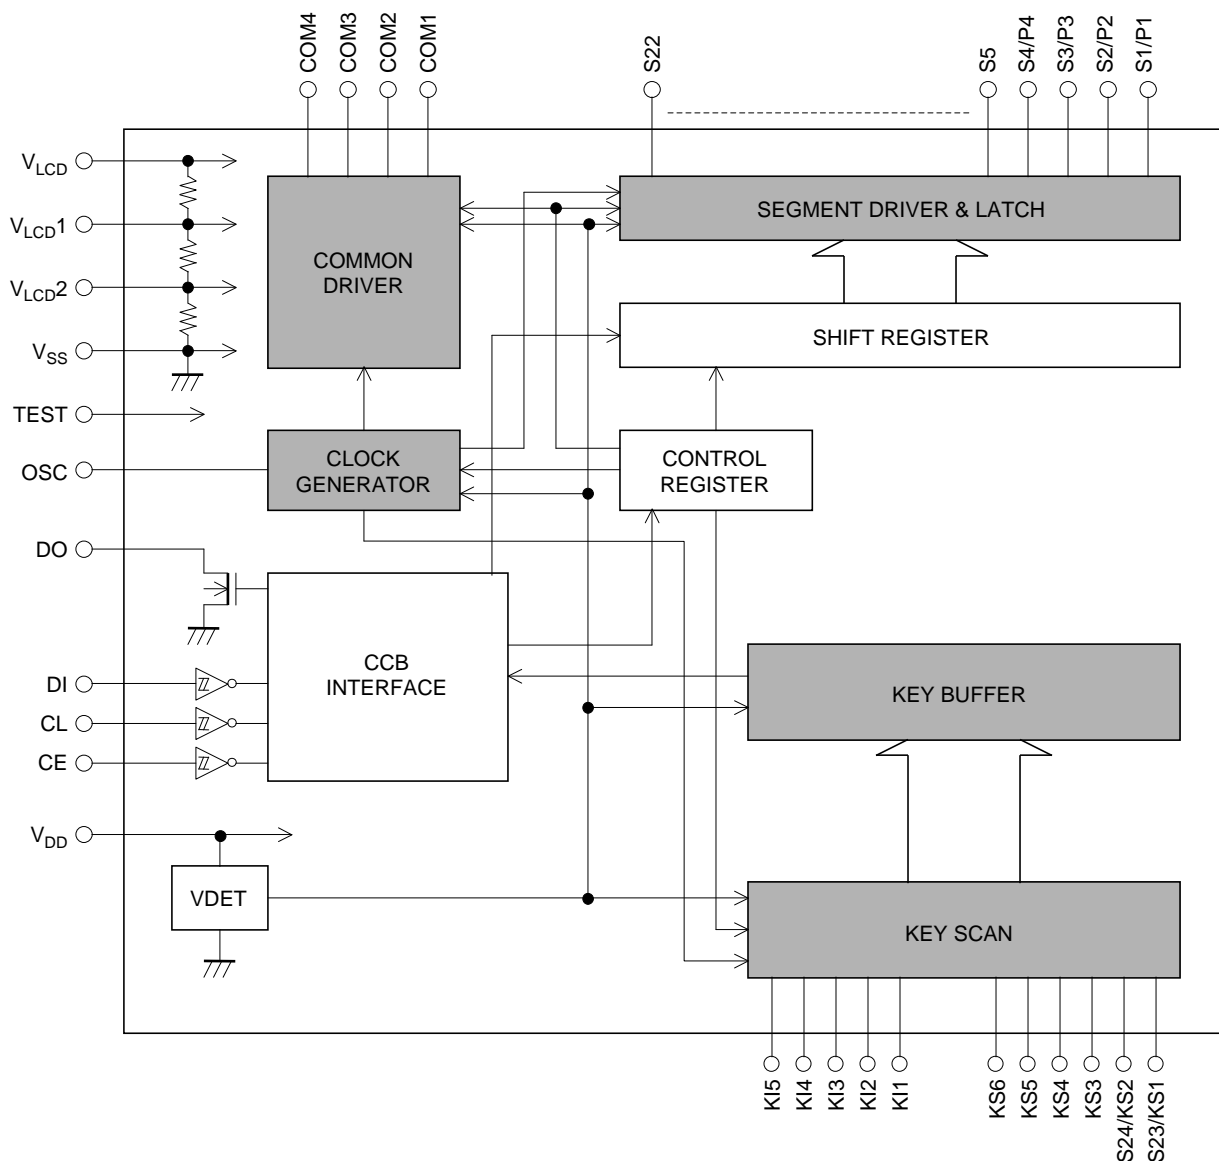 COM4
COM3
COM2
COM1
S22
S5
S4/P4
S3/P3
S2/P2
S1/P1
VLCD
VLCD1
VLCD2
VSS
TEST
OSC
DO
DI
CL
CE
VDD
COMMON
DRIVER
SEGMENT DRIVER & LATCH
SHIFT REGISTER
CLOCK
GENERATOR
CONTROL
REGISTER
CCB
INTERFACE
KEY BUFFER
VDET
KEY SCAN
KI5
KI4
KI3
KI2
KI1
KS6
KS5
KS4
KS3
S24/KS2
S23/KS1